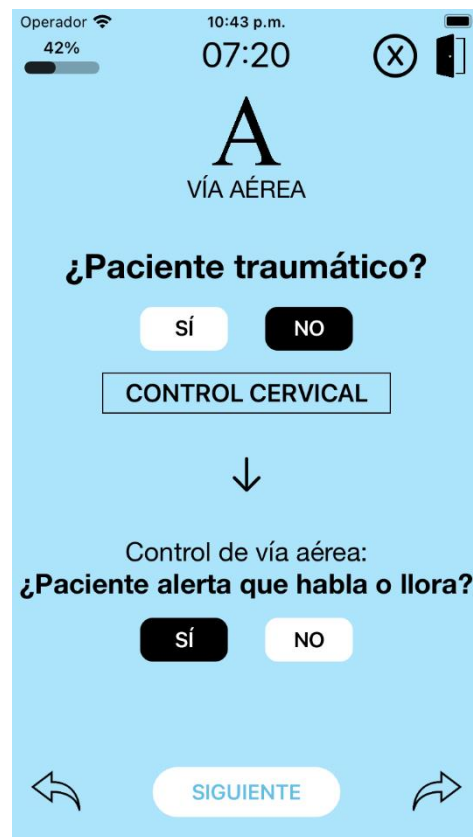 Operador 10:43 p.m.
42% 07:20
A
VÍA AÉREA
¿Paciente traumático?
SÍ NO
CONTROL CERVICAL
Control de vía aérea:
¿Paciente alerta que habla o llora?
SÍ NO
SIGUIENTE